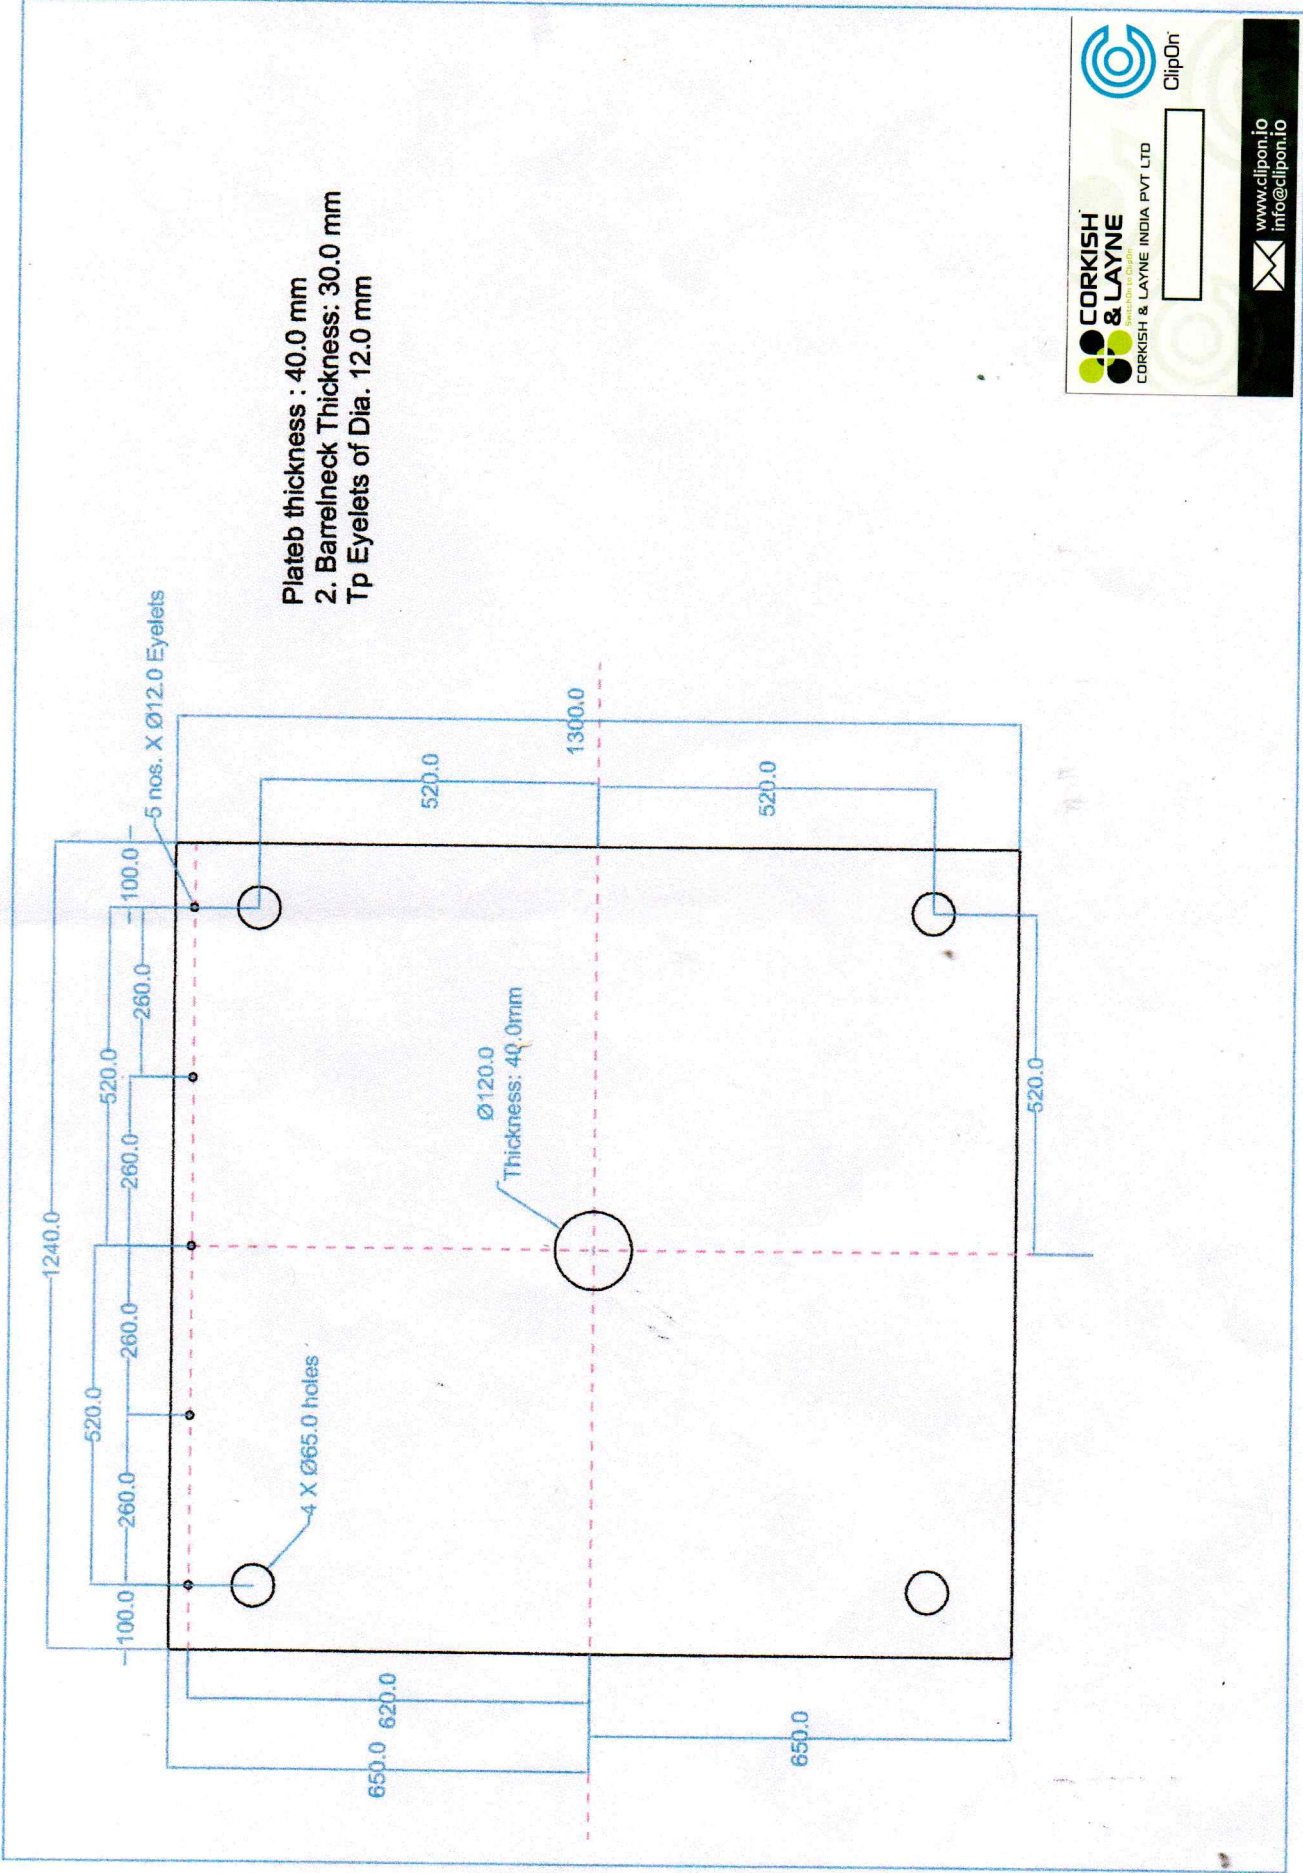 1240.0
520.0
520.0
100.0
260.0
260.0
260.0
260.0
100.0
5 nos. X Ø12.0 Eyelets
650.0
620.0
650.0
4 X Ø65.0 holes
Ø120.0
Thickness: 40.0mm
520.0
520.0
1300.0
520.0
Plateb thickness : 40.0 mm
2. Barrelneck Thickness: 30.0 mm
Tp Eyelets of Dia. 12.0 mm
CORKISH
& LAYNE
SwitchOn to ClipOn
CORKISH & LAYNE INDIA PVT LTD
ClipOn
www.clipon.io
info@clipon.io